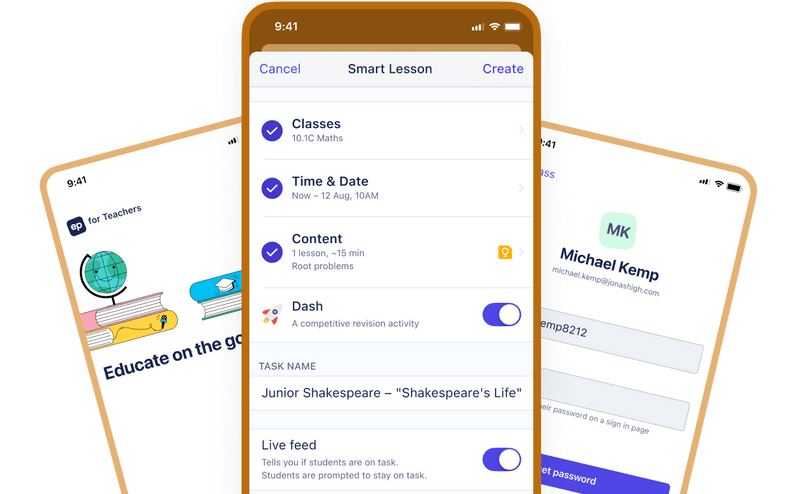 9:41
Cancel
Smart Lesson
Create
Classes
10.1C Maths
Time & Date
Now – 12 Aug, 10AM
Content
1 lesson, ~15 min
Root problems
Dash
A competitive revision activity
TASK NAME
Junior Shakespeare – "Shakespeare's Life"
Live feed
Tells you if students are on task.
Students are prompted to stay on task.
9:41
ep for Teachers
Educate on the go
9:41
MK
Michael Kemp
michael.kemp@jonashigh.com
emp8212
their password on a sign in page
password